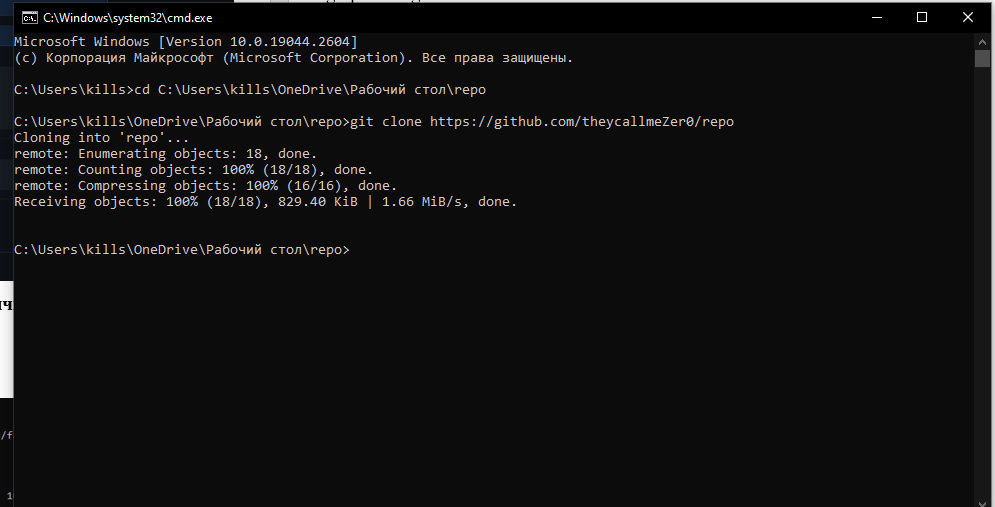 C:\Windows\system32\cmd.exe
Microsoft Windows [Version 10.0.19044.2604]
(c) Корпорация Майкрософт (Microsoft Corporation). Все права защищены.
C:\Users\kills>cd C:\Users\kills\OneDrive\Рабочий стол\repo
C:\Users\kills\OneDrive\Рабочий стол\repo>git clone https://github.com/theycallmeZer0/repo
Cloning into 'repo'...
remote: Enumerating objects: 18, done.
remote: Counting objects: 100% (18/18), done.
remote: Compressing objects: 100% (16/16), done.
Receiving objects: 100% (18/18), 829.40 KiB | 1.66 MiB/s, done.
C:\Users\kills\OneDrive\Рабочий стол\repo>